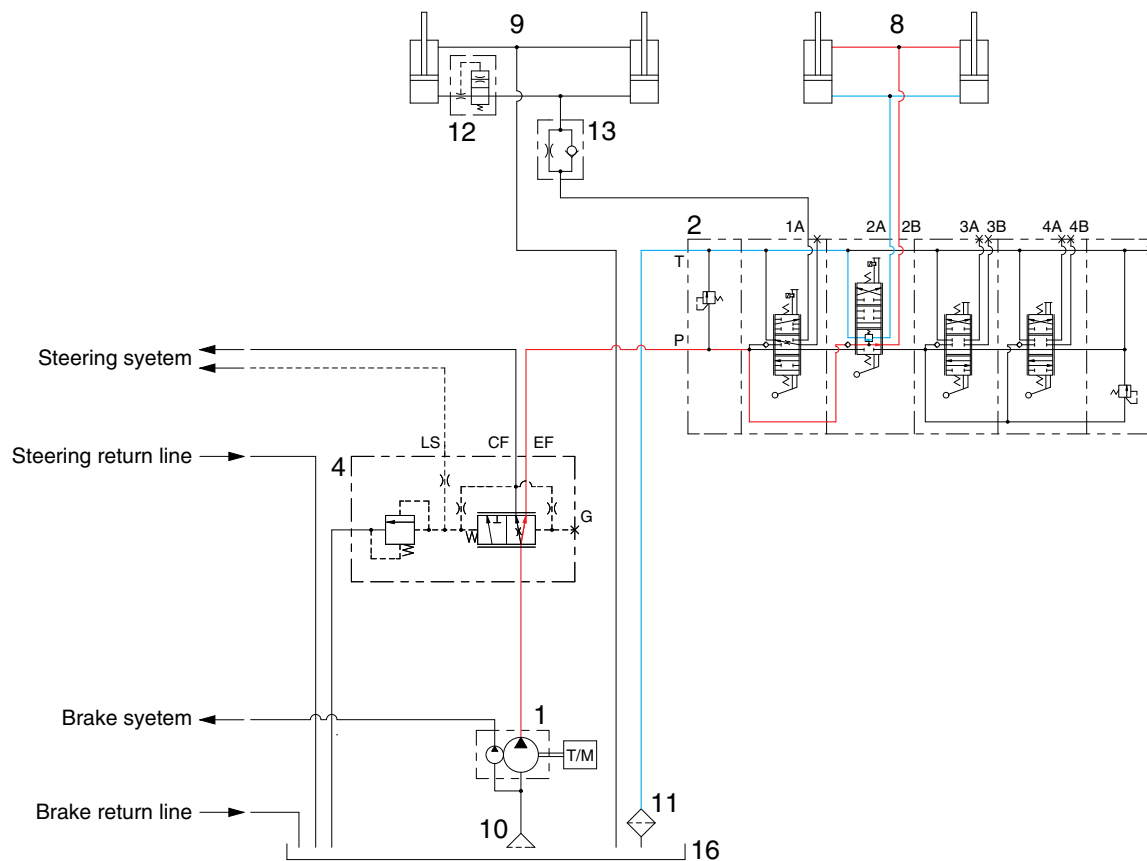 9
8
12
13
2
1A
2A
2B
3A
3B
4A
4B
T
P
Steering syetem
LS
CF
EF
Steering return line
4
G
Brake syetem
1
T/M
Brake return line
10
11
16